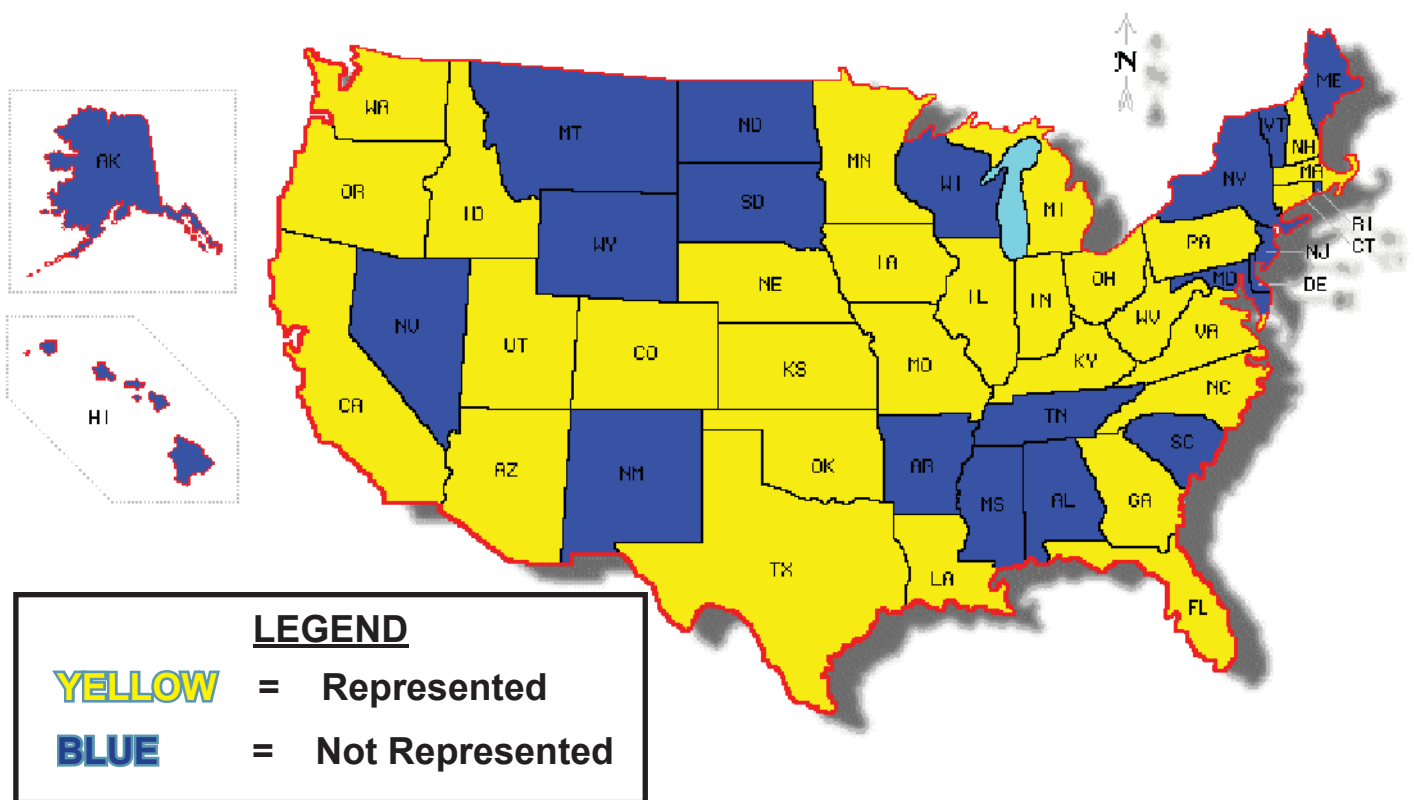 N
ME
WA
MT
ND
VT
MN
NH
AK
MA
OR
NY
WI
ID
SD
MI
RI
WY
PA
CT
NJ
IA
OH
MD
NE
IL
IN
DE
NV
WV
UT
CO
VA
MO
KY
KS
NC
CA
TN
HI
SC
OK
AR
AZ
NM
GA
MS
AL
TX
LA
FL
LEGEND
YELLOW = Represented
BLUE = Not Represented